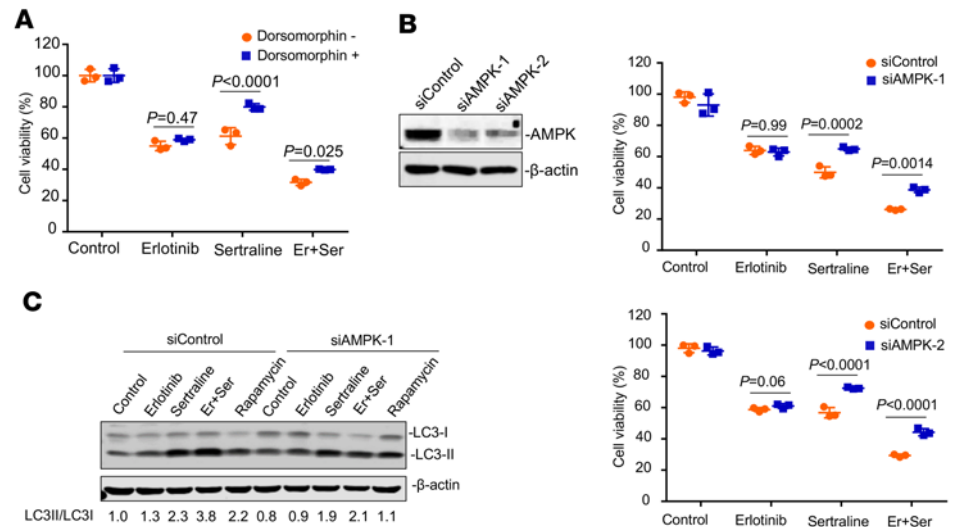 A
Dorsomorphin -
Dorsomorphin +
Cell viability (%)
120
100
80
60
40
20
0
P=0.47
P<0.0001
P=0.025
Control
Erlotinib
Sertraline
Er+Ser
B
siControl
siAMPK-1
siAMPK-2
-AMPK
-β-actin
siControl
siAMPK-1
Cell viability (%)
120
100
80
60
40
20
0
P=0.99
P=0.0002
P=0.0014
Control
Erlotinib
Sertraline
Er+Ser
siControl
siAMPK-2
Cell viability (%)
120
100
80
60
40
20
0
P=0.06
P<0.0001
P<0.0001
Control
Erlotinib
Sertraline
Er+Ser
C
siControl
siAMPK-1
Control
Erlotinib
Sertraline
Er+Ser
Rapamycin
Control
Erlotinib
Sertraline
Er+Ser
Rapamycin
-LC3-I
-LC3-II
-β-actin
LC3II/LC3I 1.0 1.3 2.3 3.8 2.2 0.8 0.9 1.9 2.1 1.1